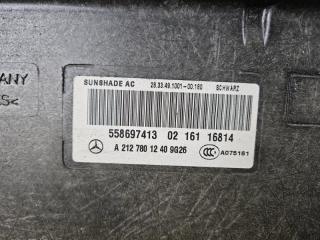 ANY
SUNSHADE AC 28.33.49.1001-00.180 SCHWARZ
558697413 02 161 16814
A 212 780 12 40 9G26 A075161